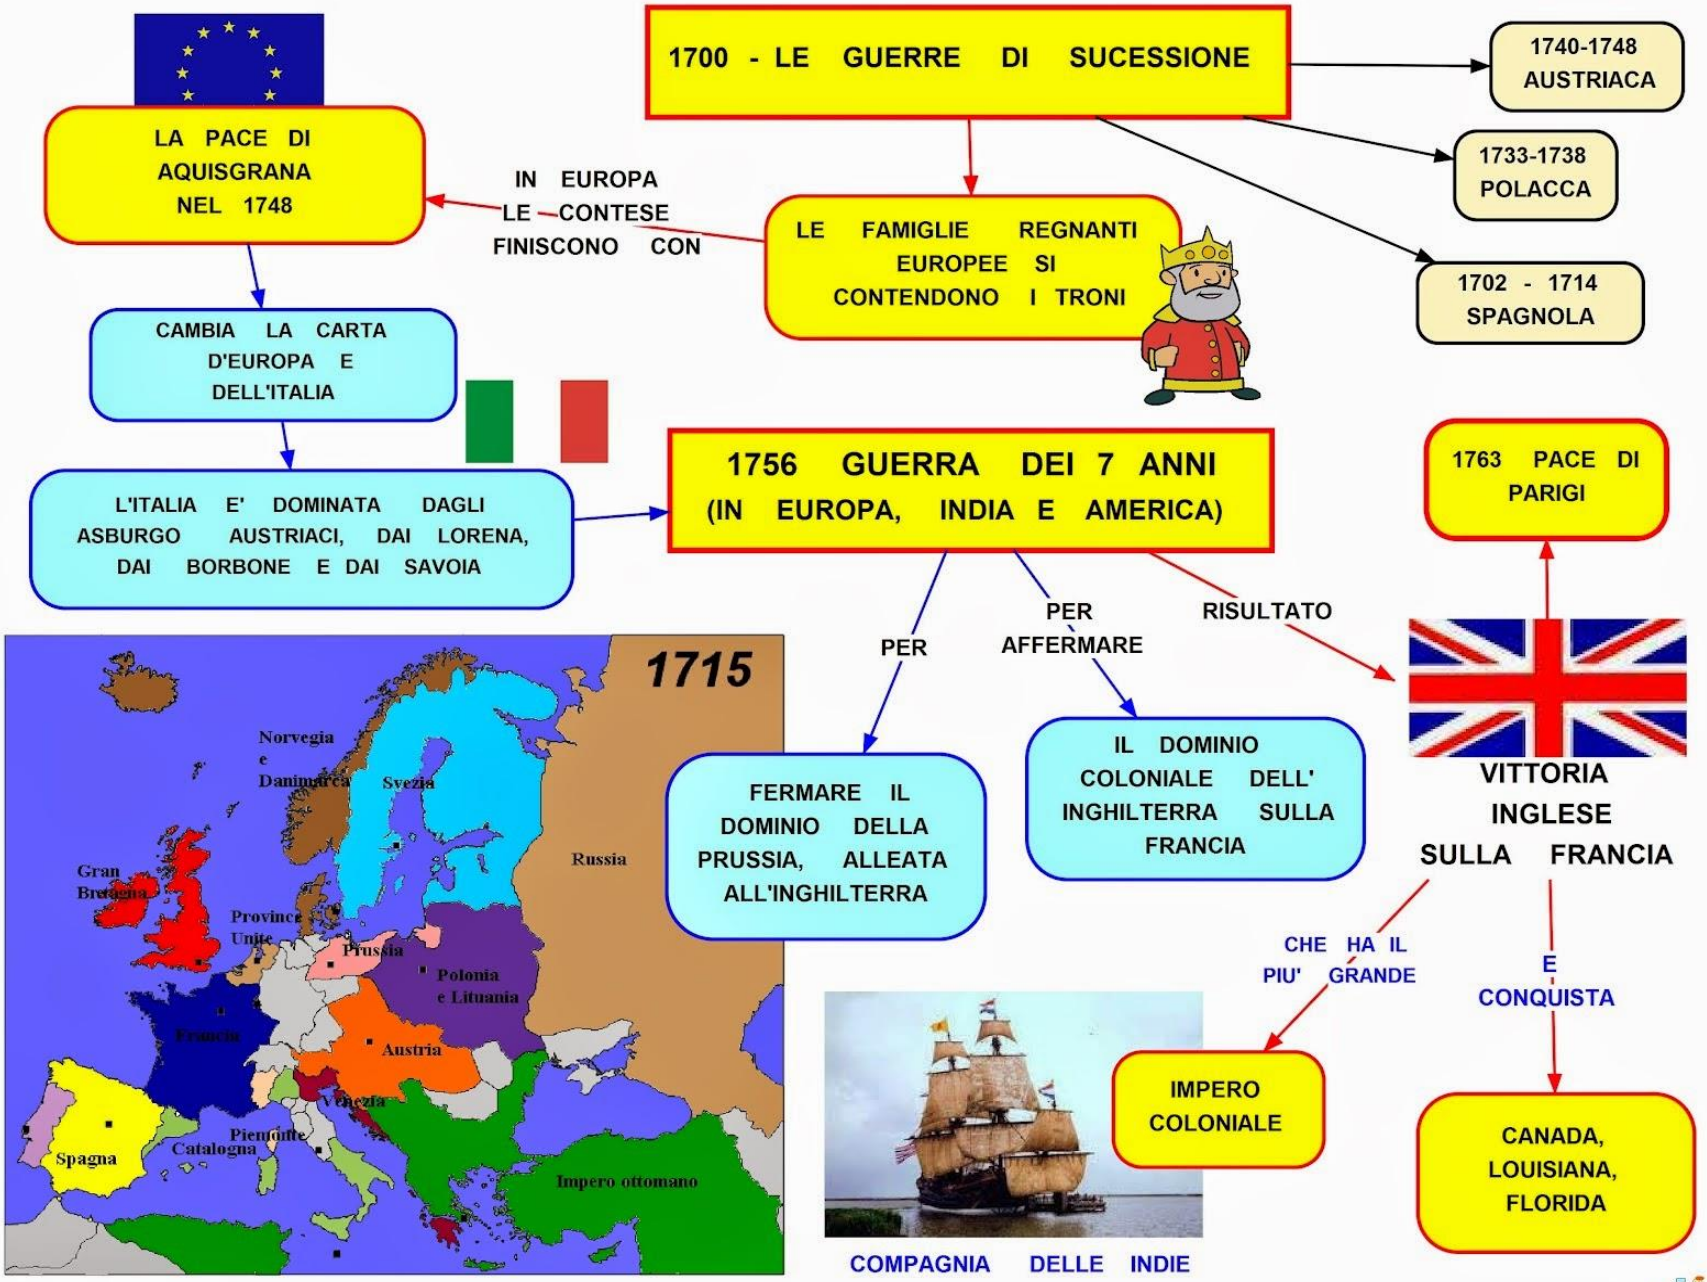 1700 - LE GUERRE DI SUCESSIONE
1740-1748
AUSTRIACA
1733-1738
POLACCA
1702 - 1714
SPAGNOLA
LE FAMIGLIE REGNANTI
EUROPEE SI
CONTENDONO I TRONI
IN EUROPA
LE CONTESE
FINISCONO CON
LA PACE DI
AQUISGRANA
NEL 1748
CAMBIA LA CARTA
D'EUROPA E
DELL'ITALIA
L'ITALIA E' DOMINATA DAGLI
ASBURGO AUSTRIACI, DAI LORENA,
DAI BORBONE E DAI SAVOIA
1756 GUERRA DEI 7 ANNI
(IN EUROPA, INDIA E AMERICA)
PER
FERMARE IL
DOMINIO DELLA
PRUSSIA, ALLEATA
ALL'INGHILTERRA
PER
AFFERMARE
IL DOMINIO
COLONIALE DELL'
INGHILTERRA SULLA
FRANCIA
RISULTATO
1763 PACE DI
PARIGI
VITTORIA
INGLESE
SULLA FRANCIA
CHE HA IL
PIU' GRANDE
IMPERO
COLONIALE
E
CONQUISTA
CANADA,
LOUISIANA,
FLORIDA
COMPAGNIA DELLE INDIE
1715
Norvegia
e
Danimarca
Svezia
Russia
Gran
Bretagna
Province
Unite
Prussia
Polonia
e Lituania
Francia
Austria
Venezia
Piemonte
Catalogna
Spagna
Impero ottomano